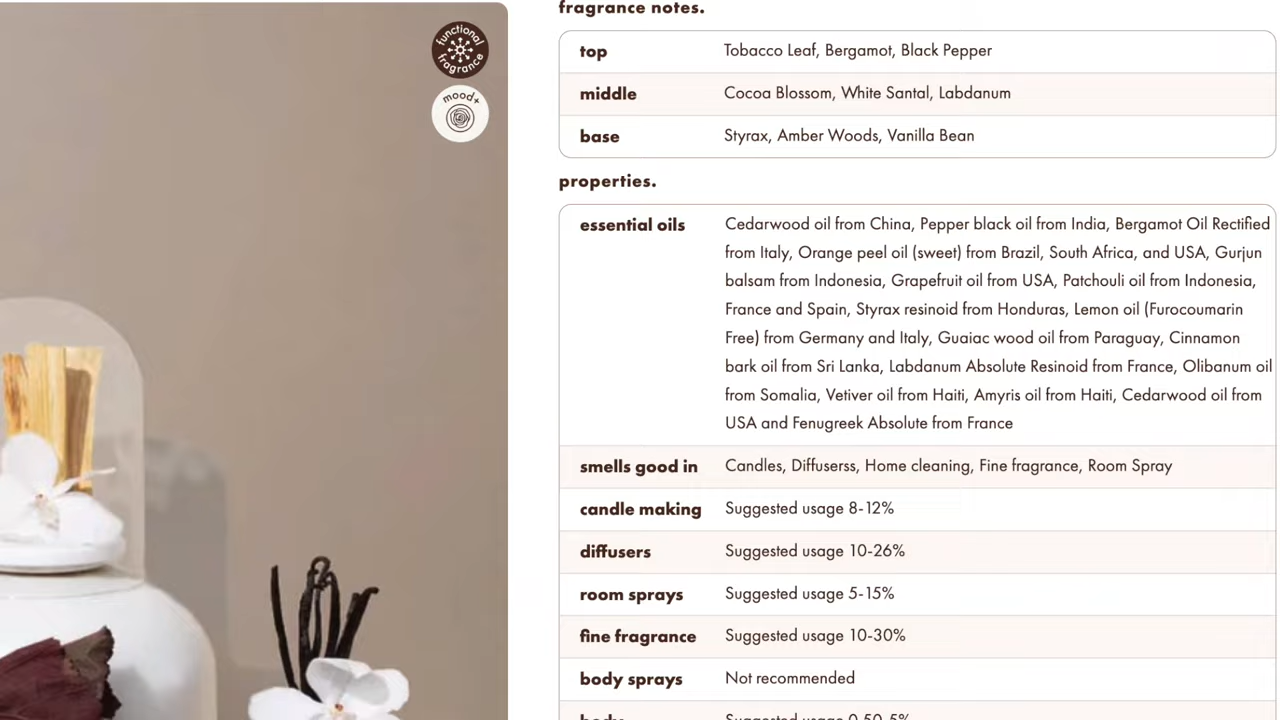 functional
fragrance
mood+
fragrance notes.
top Tobacco Leaf, Bergamot, Black Pepper
middle Cocoa Blossom, White Santal, Labdanum
base Styrax, Amber Woods, Vanilla Bean
properties.
essential oils Cedarwood oil from China, Pepper black oil from India, Bergamot Oil Rectified
from Italy, Orange peel oil (sweet) from Brazil, South Africa, and USA, Gurjun
balsam from Indonesia, Grapefruit oil from USA, Patchouli oil from Indonesia,
France and Spain, Styrax resinoid from Honduras, Lemon oil (Furocoumarin
Free) from Germany and Italy, Guaiac wood oil from Paraguay, Cinnamon
bark oil from Sri Lanka, Labdanum Absolute Resinoid from France, Olibanum oil
from Somalia, Vetiver oil from Haiti, Amyris oil from Haiti, Cedarwood oil from
USA and Fenugreek Absolute from France
smells good in Candles, Diffuserss, Home cleaning, Fine fragrance, Room Spray
candle making Suggested usage 8-12%
diffusers Suggested usage 10-26%
room sprays Suggested usage 5-15%
fine fragrance Suggested usage 10-30%
body sprays Not recommended
Suggested usage 0.50-5%